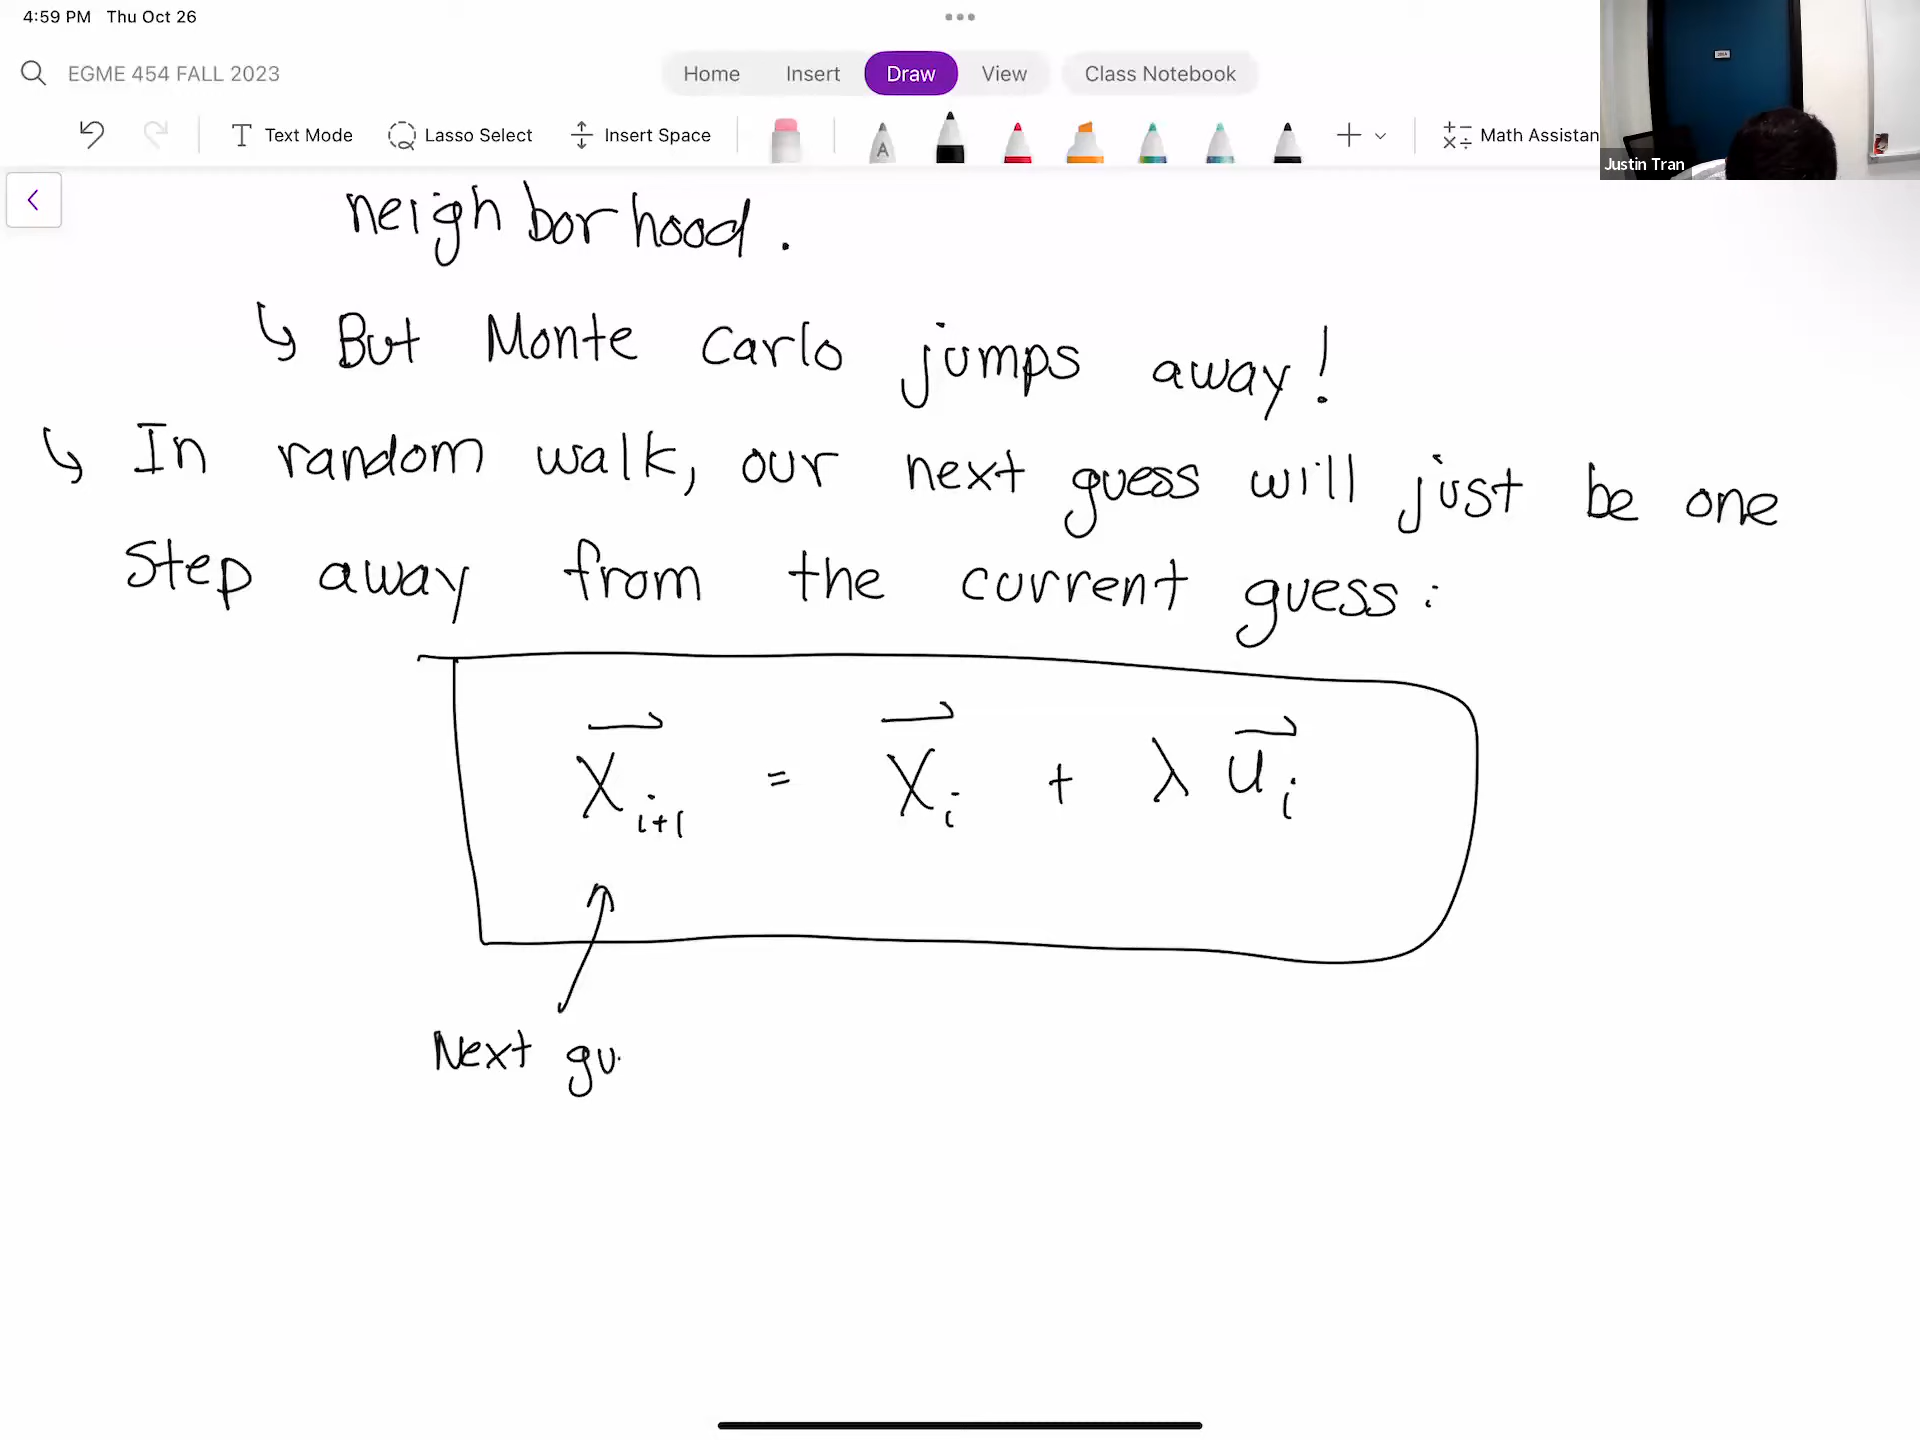 4:59 PM Thu Oct 26
EGME 454 FALL 2023
Home Insert Draw View Class Notebook
Text Mode Lasso Select Insert Space A Math Assistan
Justin Tran
neighborhood.
↳ But Monte Carlo jumps away!
↳ In random walk, our next guess will just be one
step away from the current guess:
X⃗ᵢ₊₁ = X⃗ᵢ + λ u⃗ᵢ
Next gu